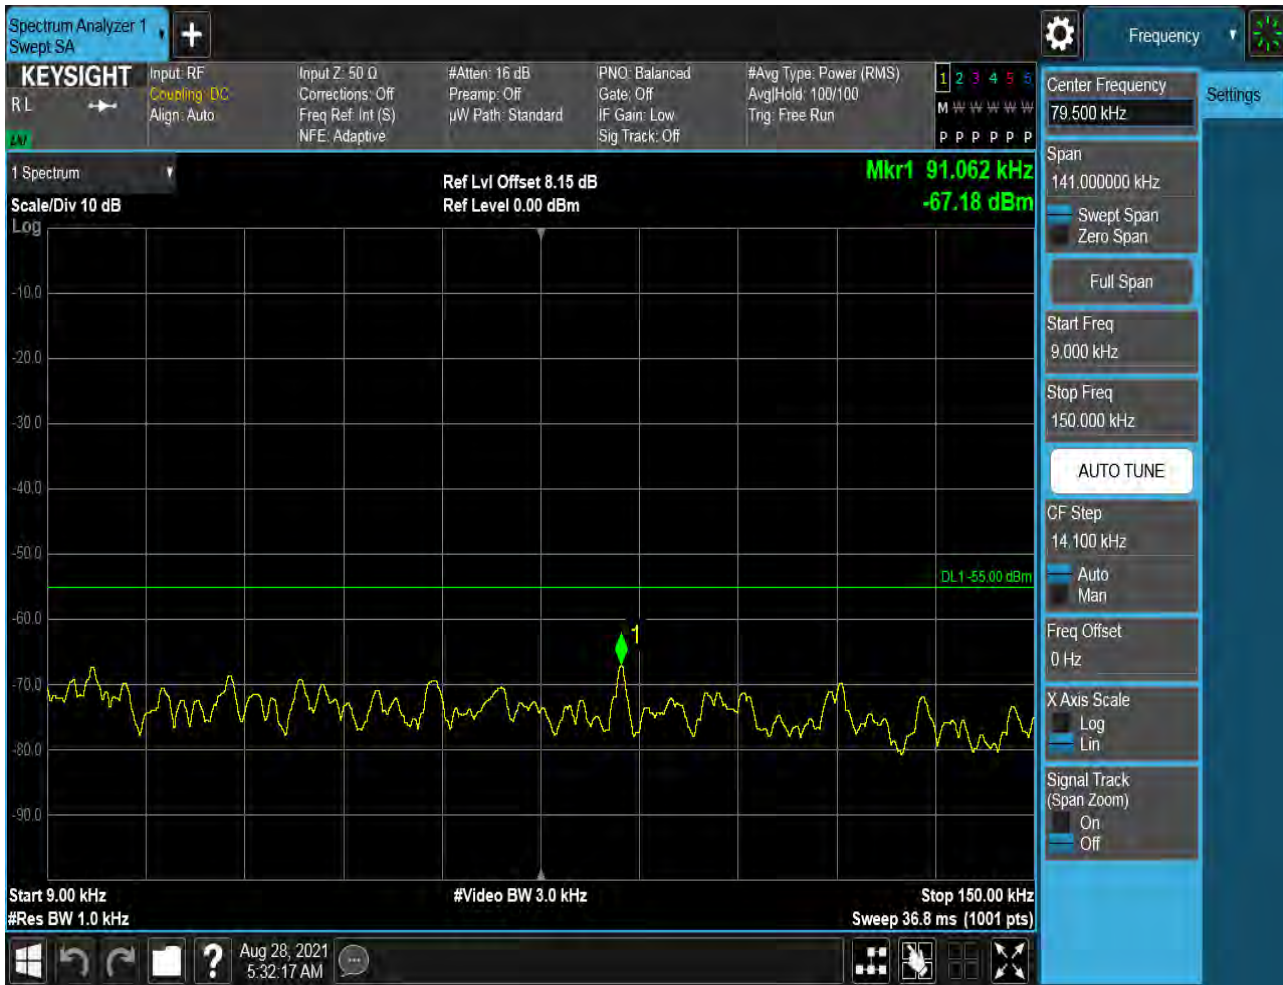 Spectrum Analyzer 1
Swept SA
+
Frequency
KEYSIGHT
R L
LXI
Input: RF
Coupling: DC
Align: Auto
Input Z: 50 Ω
Corrections: Off
Freq Ref: Int (S)
NFE: Adaptive
#Atten: 16 dB
Preamp: Off
µW Path: Standard
PNO: Balanced
Gate: Off
IF Gain: Low
Sig Track: Off
#Avg Type: Power (RMS)
Avg|Hold: 100/100
Trig: Free Run
1 2 3 4 5 6
M W W W W W
P P P P P P
1 Spectrum
Scale/Div 10 dB
Log
Ref Lvl Offset 8.15 dB
Ref Level 0.00 dBm
Mkr1 91.062 kHz
-67.18 dBm
-10.0
-20.0
-30.0
-40.0
-50.0
DL1 -55.00 dBm
-60.0
1
-70.0
-80.0
-90.0
Start 9.00 kHz
#Res BW 1.0 kHz
#Video BW 3.0 kHz
Stop 150.00 kHz
Sweep 36.8 ms (1001 pts)
Aug 28, 2021
5:32:17 AM
Center Frequency
79.500 kHz
Settings
Span
141.000000 kHz
Swept Span
Zero Span
Full Span
Start Freq
9.000 kHz
Stop Freq
150.000 kHz
AUTO TUNE
CF Step
14.100 kHz
Auto
Man
Freq Offset
0 Hz
X Axis Scale
Log
Lin
Signal Track
(Span Zoom)
On
Off